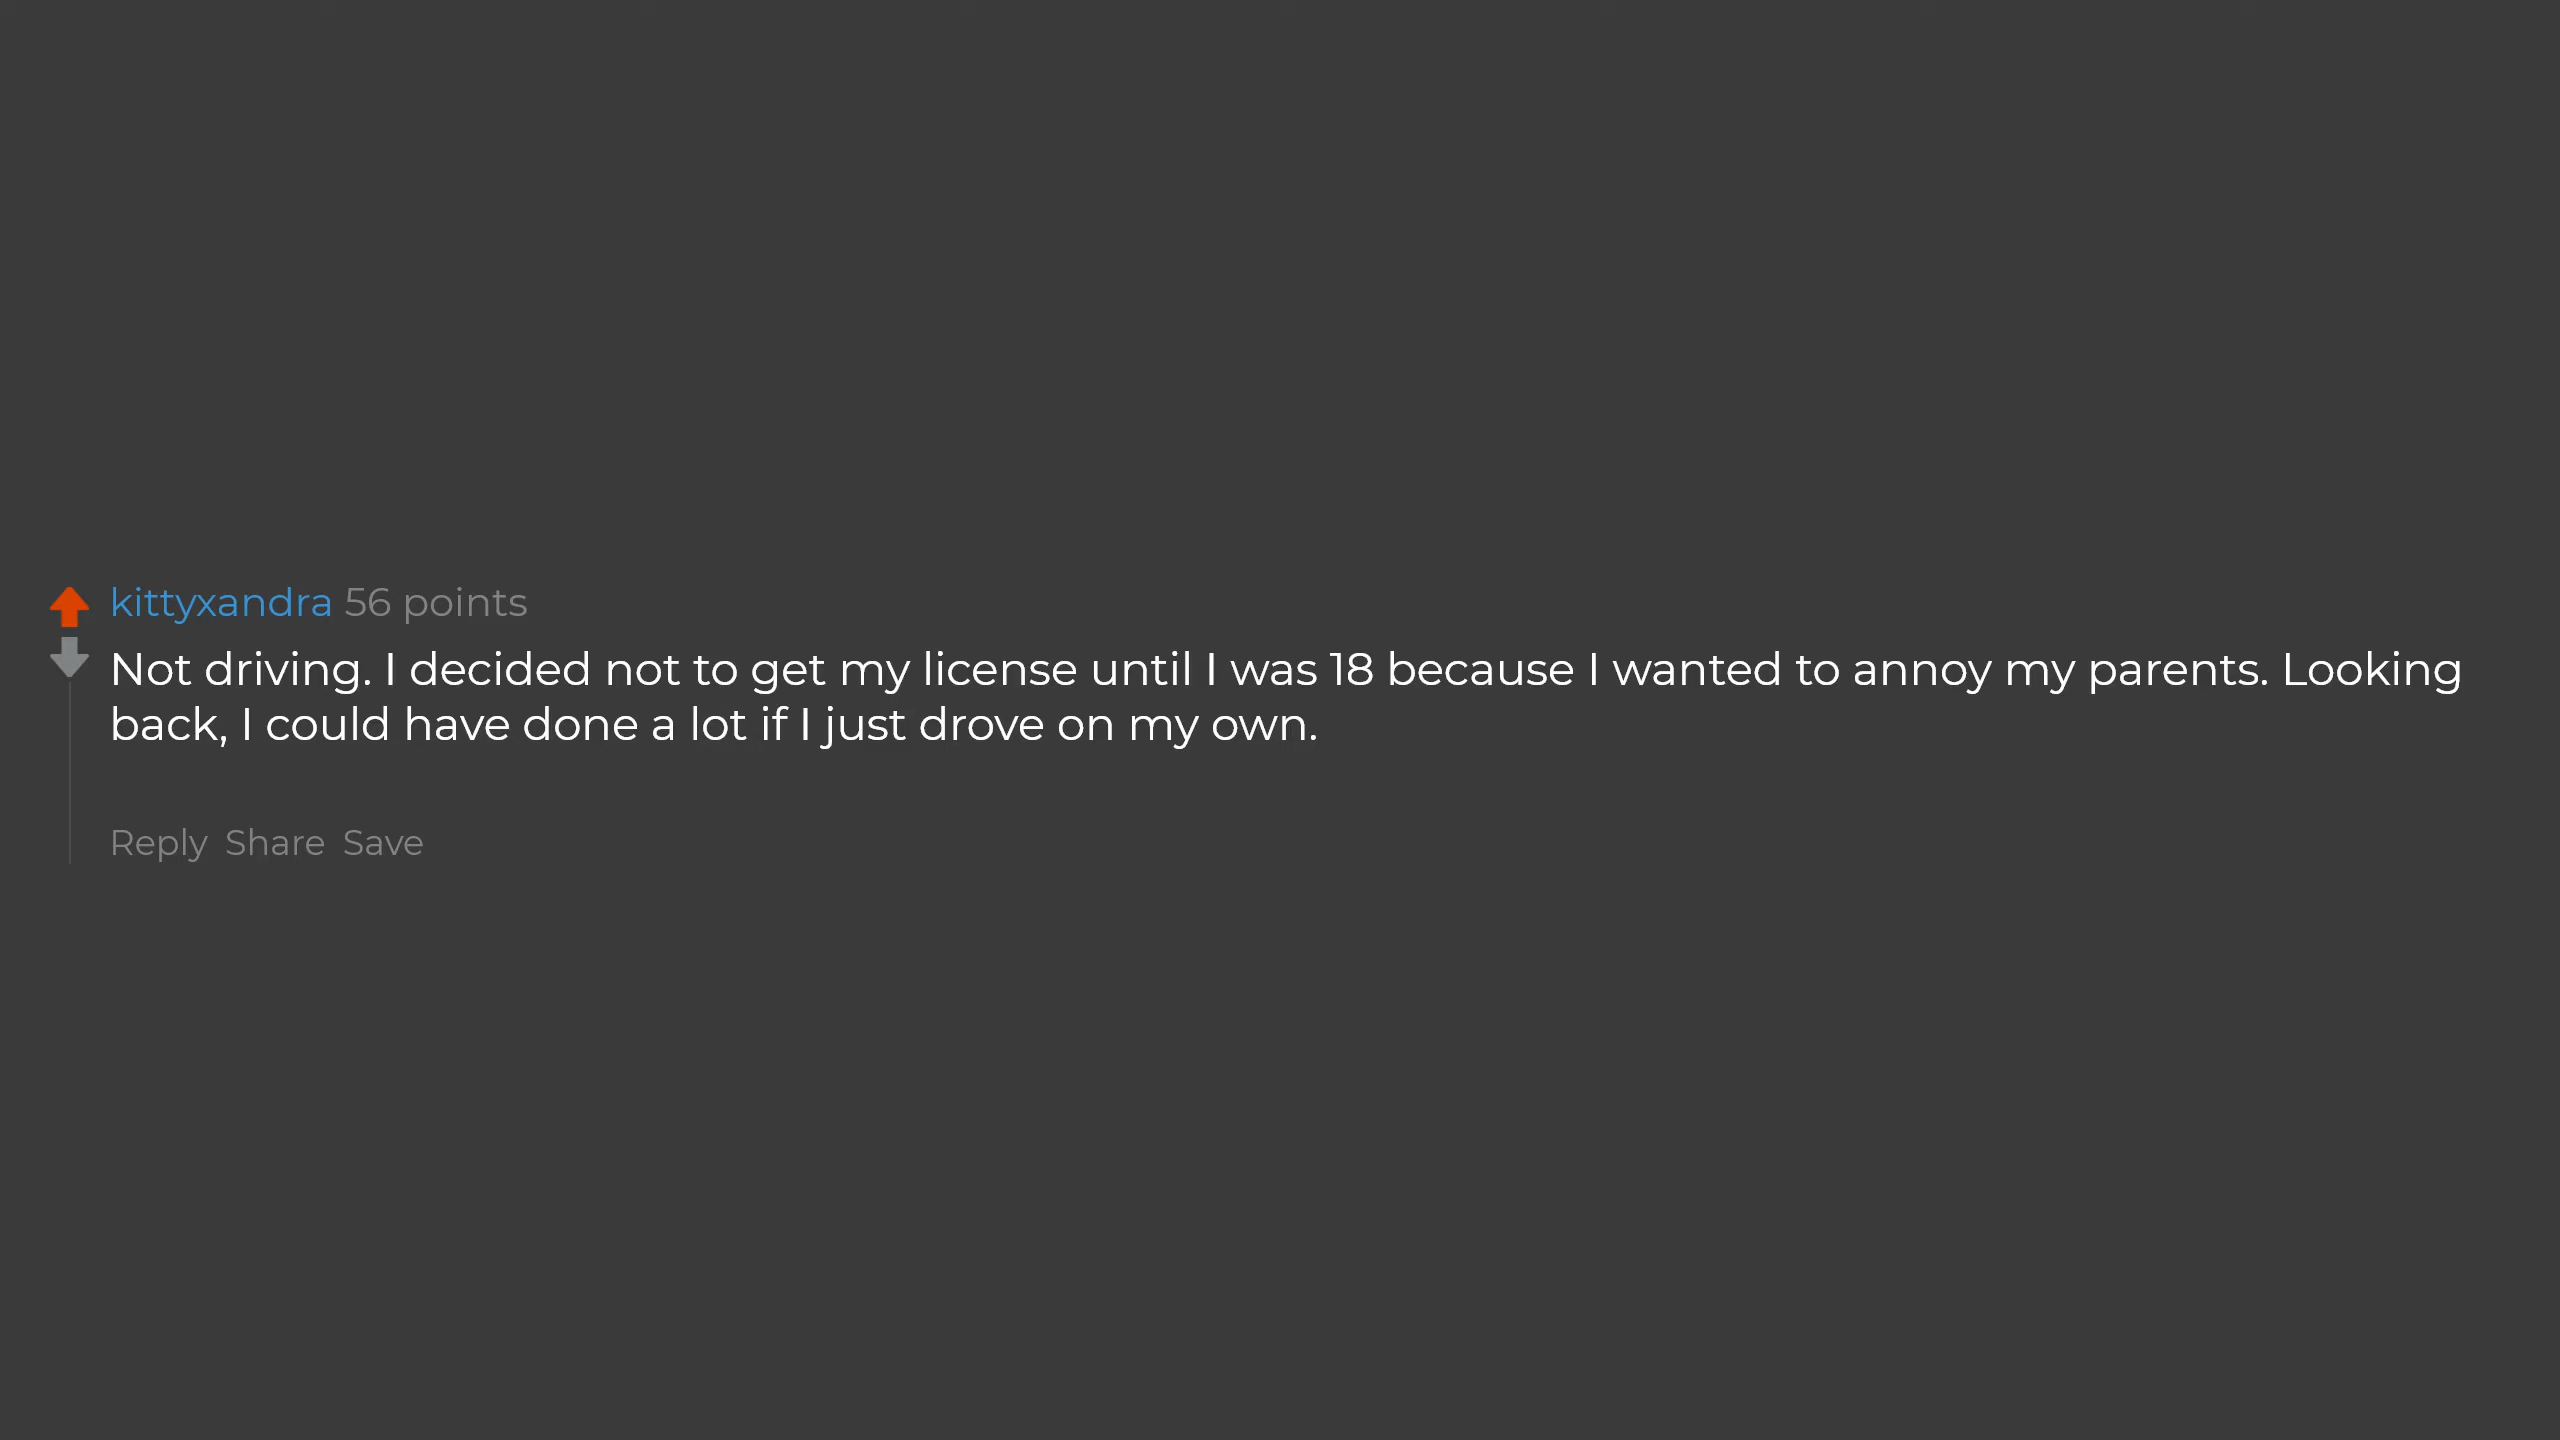 kittyxandra 56 points
Not driving. I decided not to get my license until I was 18 because I wanted to annoy my parents. Looking
back, I could have done a lot if I just drove on my own.
Reply Share Save